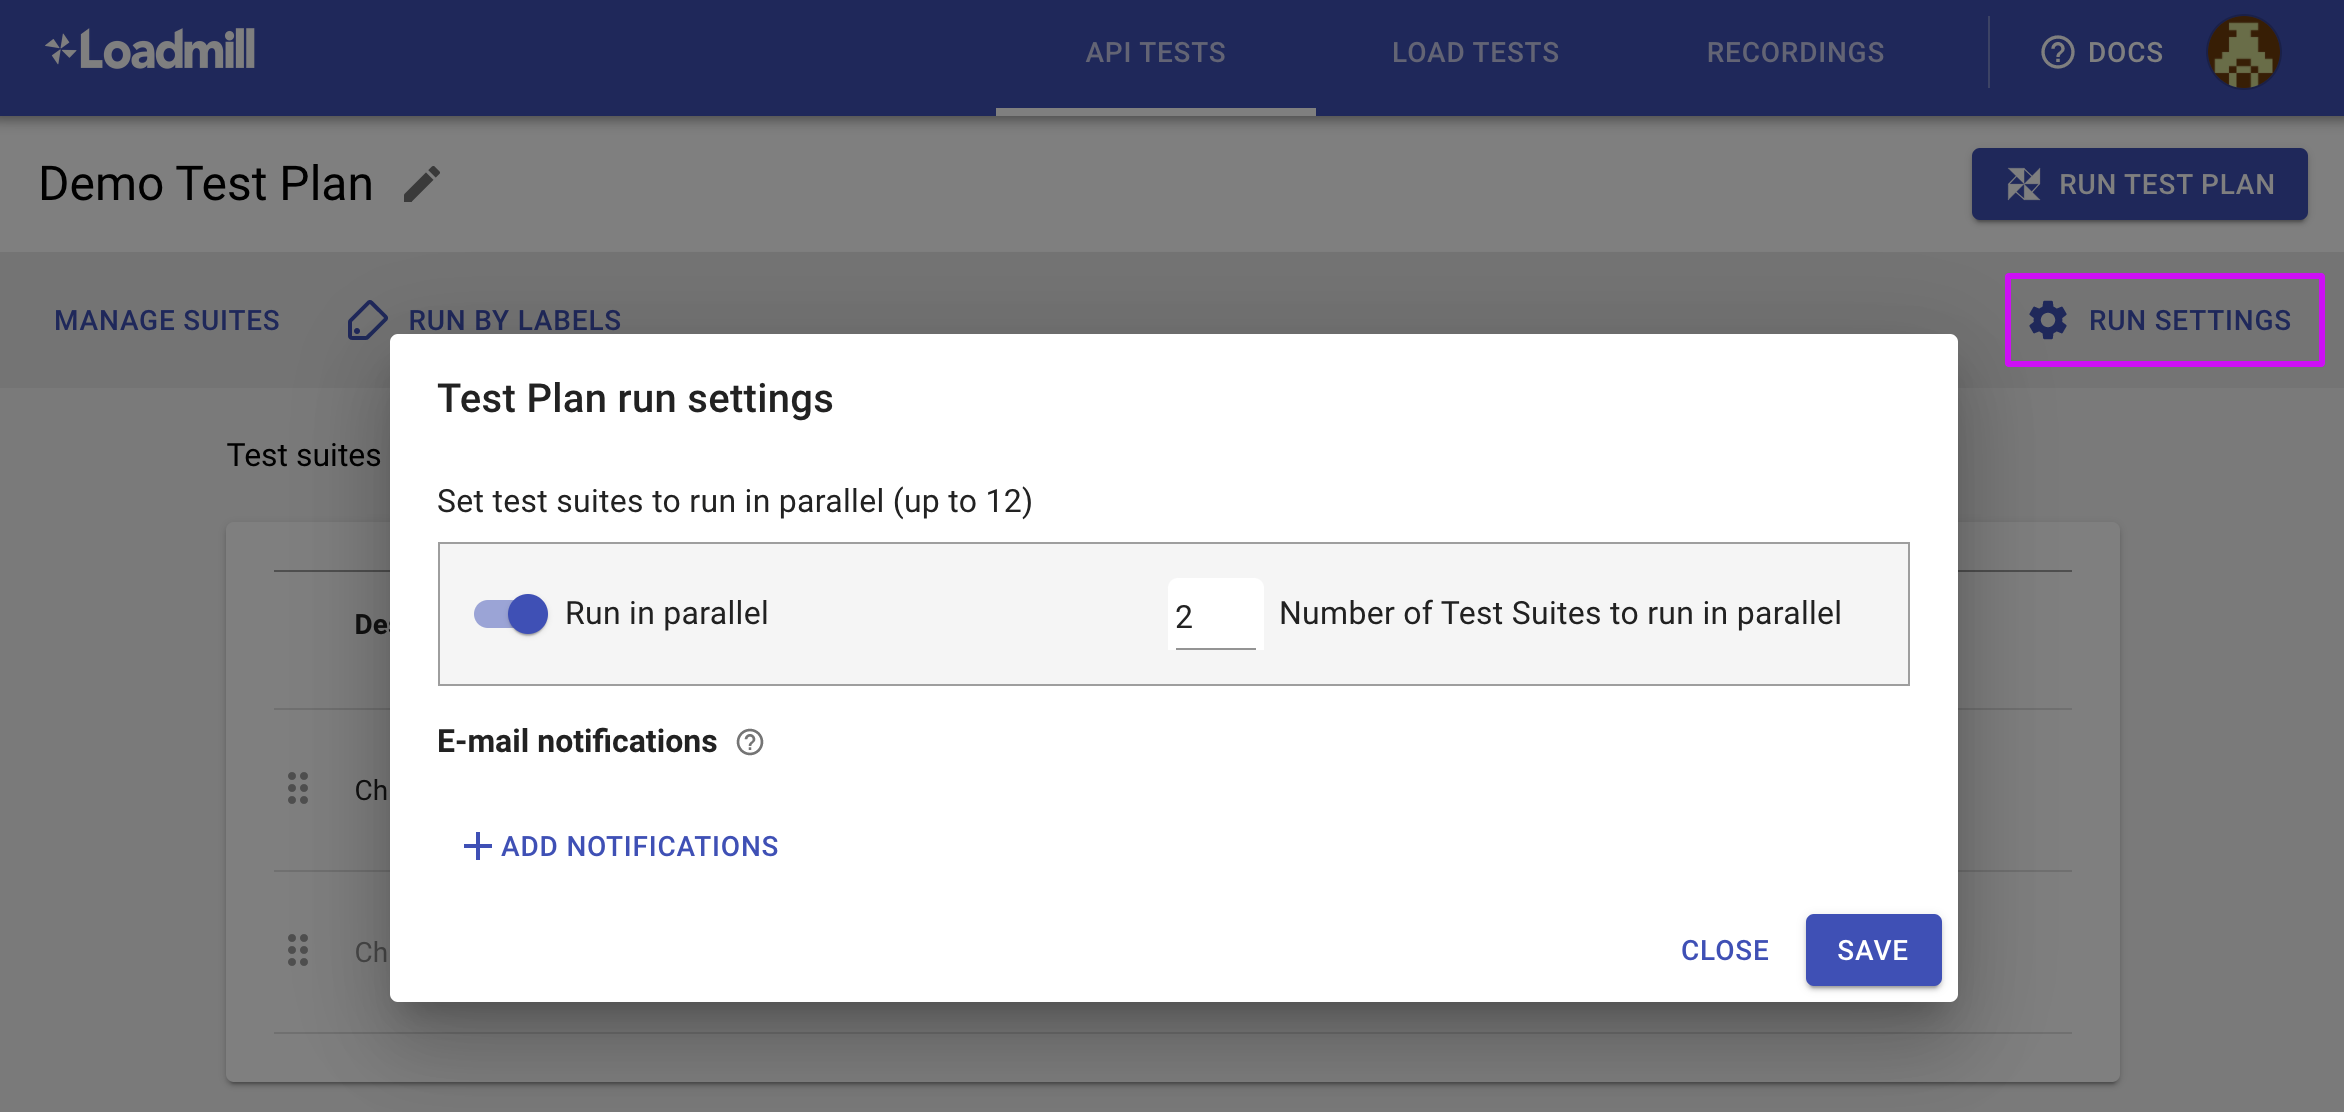 Loadmill
API TESTS
LOAD TESTS
RECORDINGS
DOCS
Demo Test Plan
RUN TEST PLAN
MANAGE SUITES
RUN BY LABELS
RUN SETTINGS
Test suites
Test Plan run settings
Set test suites to run in parallel (up to 12)
Run in parallel
2
Number of Test Suites to run in parallel
Des
E-mail notifications
Ch
ADD NOTIFICATIONS
Ch
CLOSE
SAVE